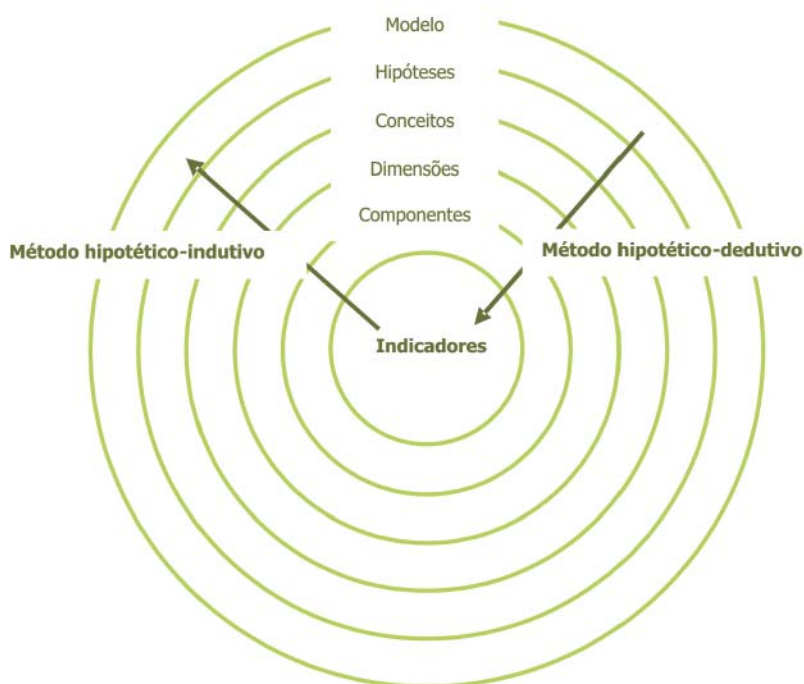 Modelo
Hipóteses
Conceitos
Dimensões
Componentes
Método hipotético-indutivo
Método hipotético-dedutivo
Indicadores